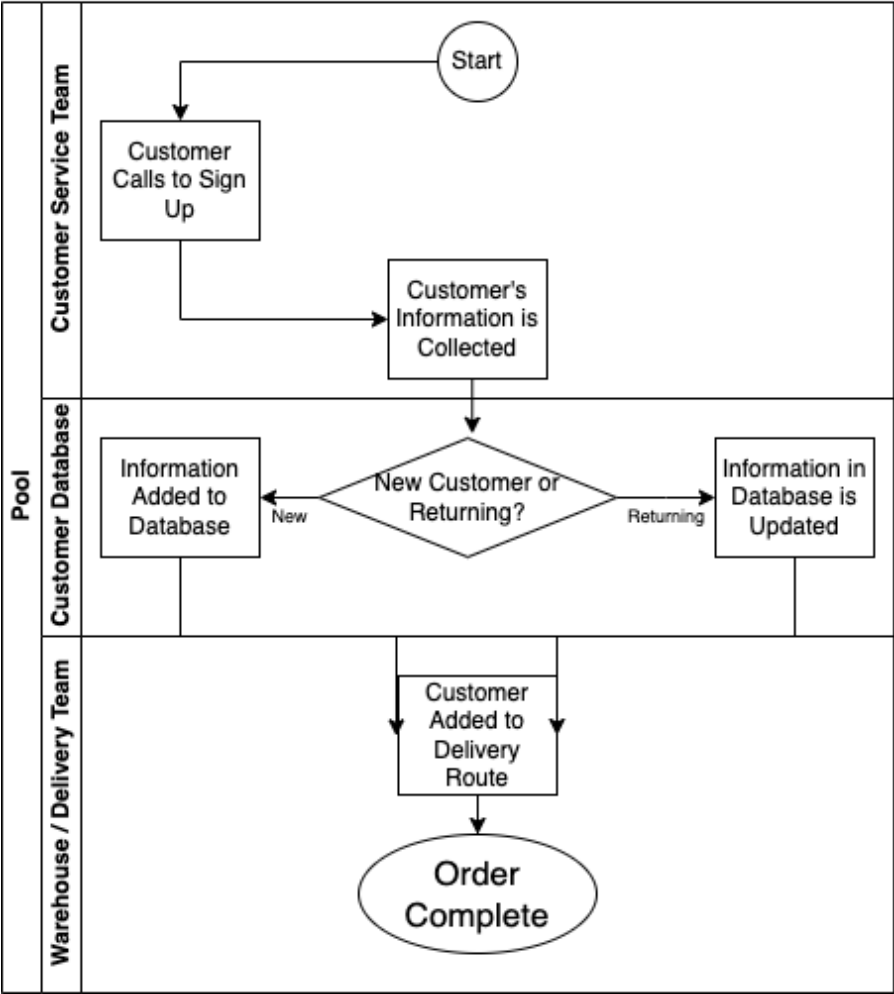 Pool
Customer Service Team
Start
Customer
Calls to Sign
Up
Customer's
Information is
Collected
Customer Database
Information
Added to
Database
New
New Customer or
Returning?
Returning
Information in
Database is
Updated
Warehouse / Delivery Team
Customer
Added to
Delivery
Route
Order
Complete